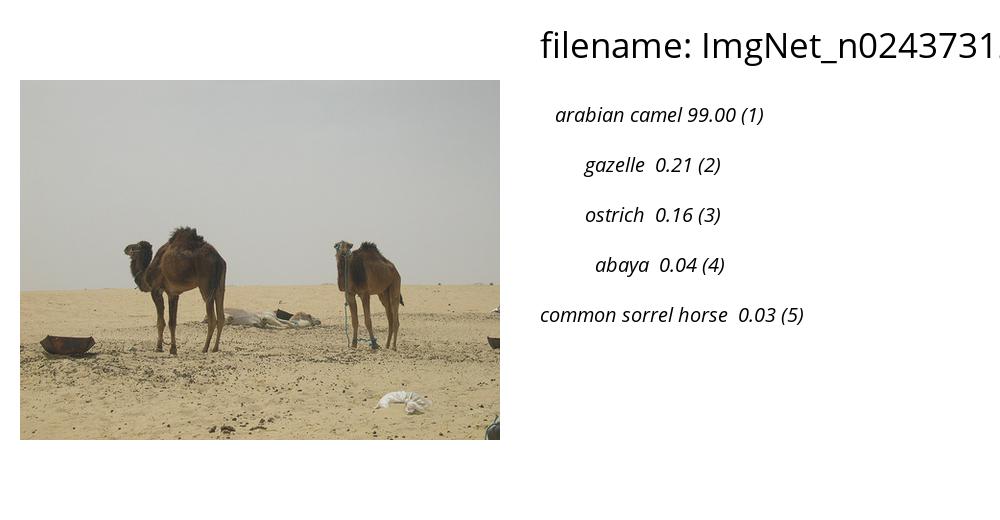 filename: ImgNet_n0243731
arabian camel 99.00 (1)
gazelle 0.21 (2)
ostrich 0.16 (3)
abaya 0.04 (4)
common sorrel horse 0.03 (5)